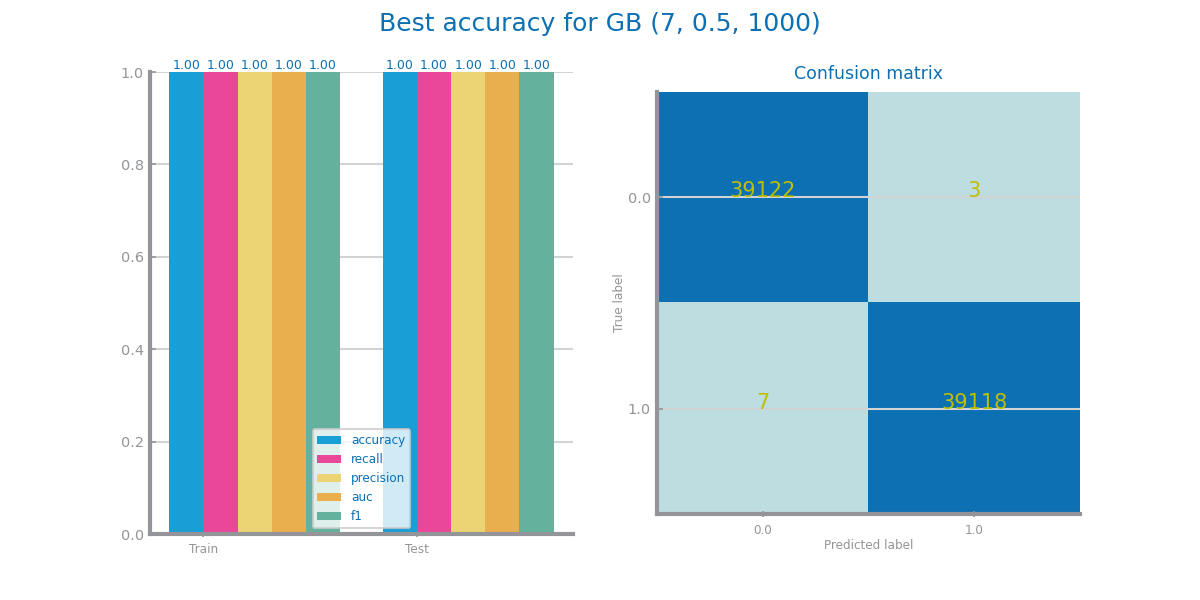 Best accuracy for GB (7, 0.5, 1000)
1.00 1.00 1.00 1.00 1.00 1.00 1.00 1.00 1.00 1.00
1.0
0.8
0.6
0.4
0.2
0.0
accuracy
recall
precision
auc
f1
Train Test
Confusion matrix
True label
0.0
1.0
39122 3
7 39118
0.0 1.0
Predicted label